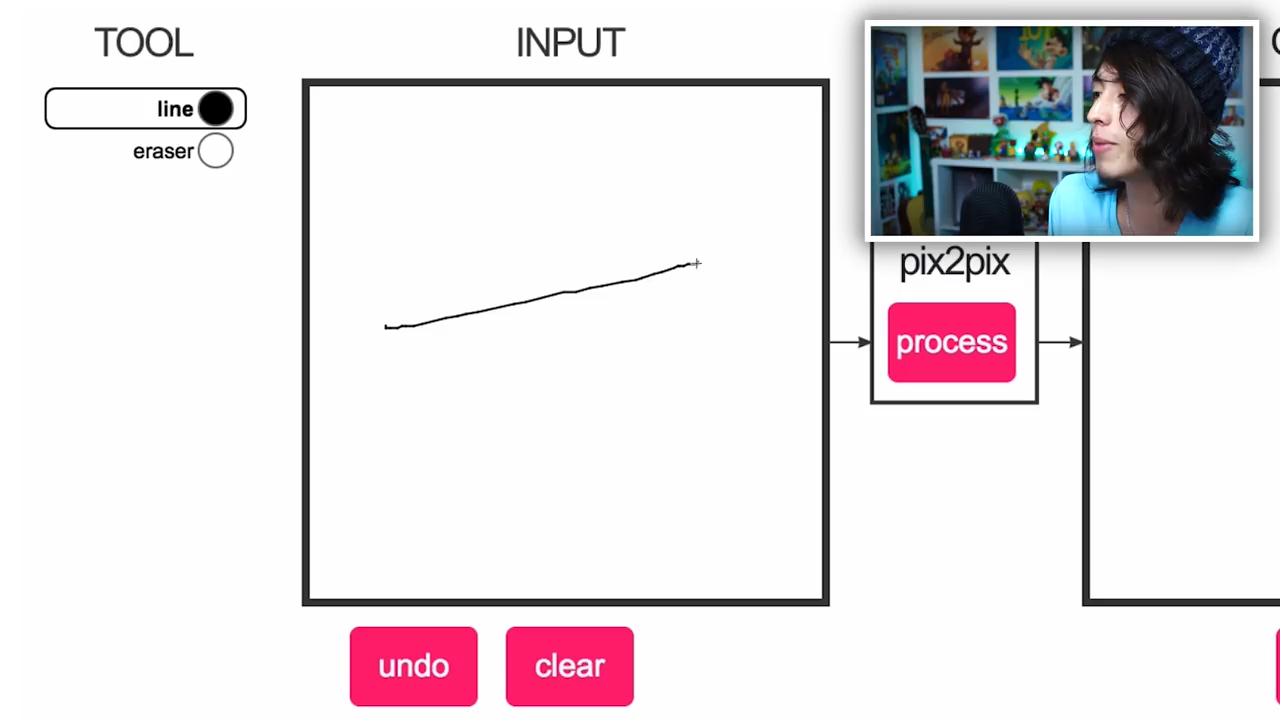 TOOL
INPUT
line
eraser
pix2pix
process
undo
clear